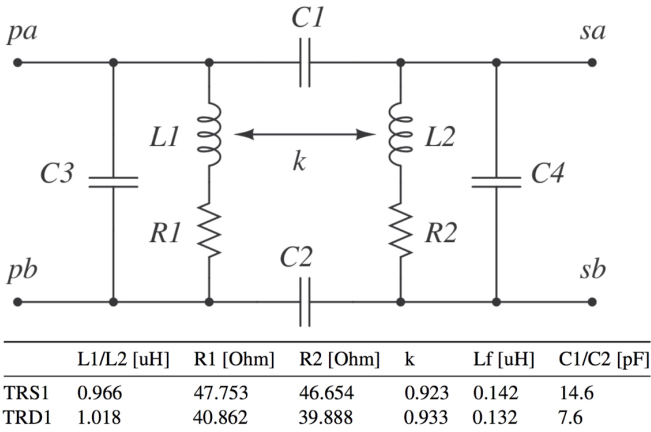 C1
pa
sa
L1
L2
k
C3
C4
R1
R2
C2
pb
sb
L1/L2 [uH] R1 [Ohm] R2 [Ohm] k Lf [uH] C1/C2 [pF]
TRS1 0.966 47.753 46.654 0.923 0.142 14.6
TRD1 1.018 40.862 39.888 0.933 0.132 7.6